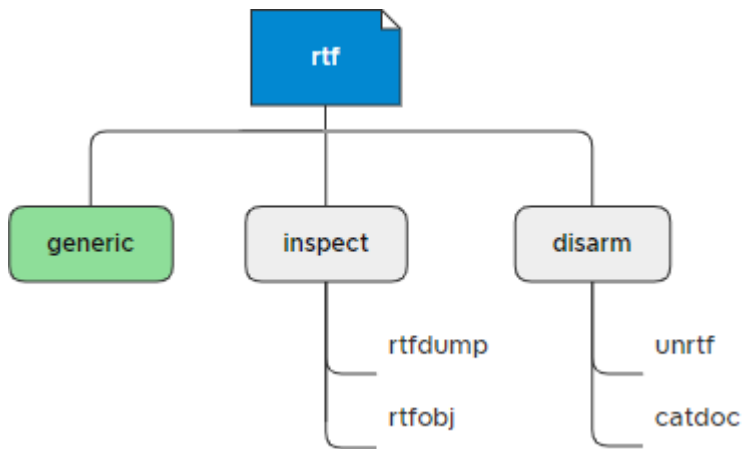 rtf
generic
inspect
disarm
rtfdump
unrtf
rtfobj
catdoc